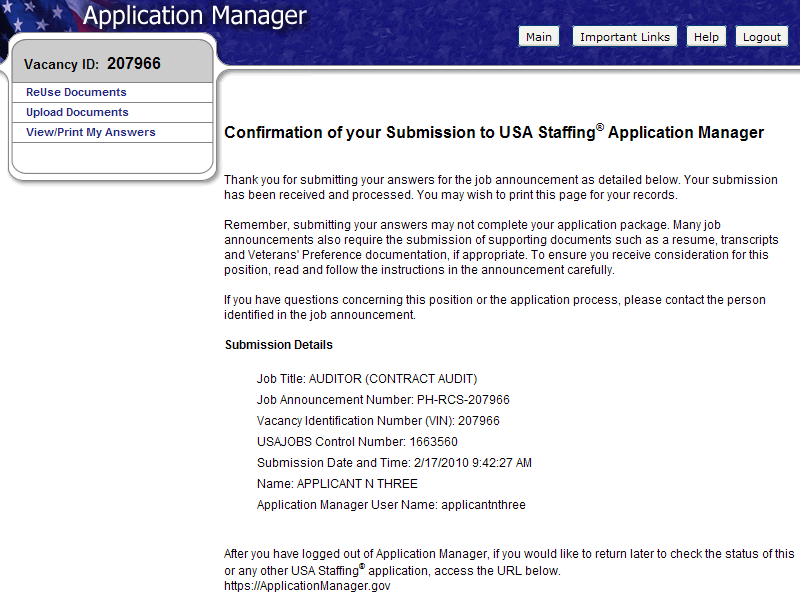 Application Manager
Main Important Links Help Logout
Vacancy ID: 207966
ReUse Documents
Upload Documents
View/Print My Answers
Confirmation of your Submission to USA Staffing® Application Manager
Thank you for submitting your answers for the job announcement as detailed below. Your submission
has been received and processed. You may wish to print this page for your records.
Remember, submitting your answers may not complete your application package. Many job
announcements also require the submission of supporting documents such as a resume, transcripts
and Veterans' Preference documentation, if appropriate. To ensure you receive consideration for this
position, read and follow the instructions in the announcement carefully.
If you have questions concerning this position or the application process, please contact the person
identified in the job announcement.
Submission Details
Job Title: AUDITOR (CONTRACT AUDIT)
Job Announcement Number: PH-RCS-207966
Vacancy Identification Number (VIN): 207966
USAJOBS Control Number: 1663560
Submission Date and Time: 2/17/2010 9:42:27 AM
Name: APPLICANT N THREE
Application Manager User Name: applicantnthree
After you have logged out of Application Manager, if you would like to return later to check the status of this
or any other USA Staffing® application, access the URL below.
https://ApplicationManager.gov